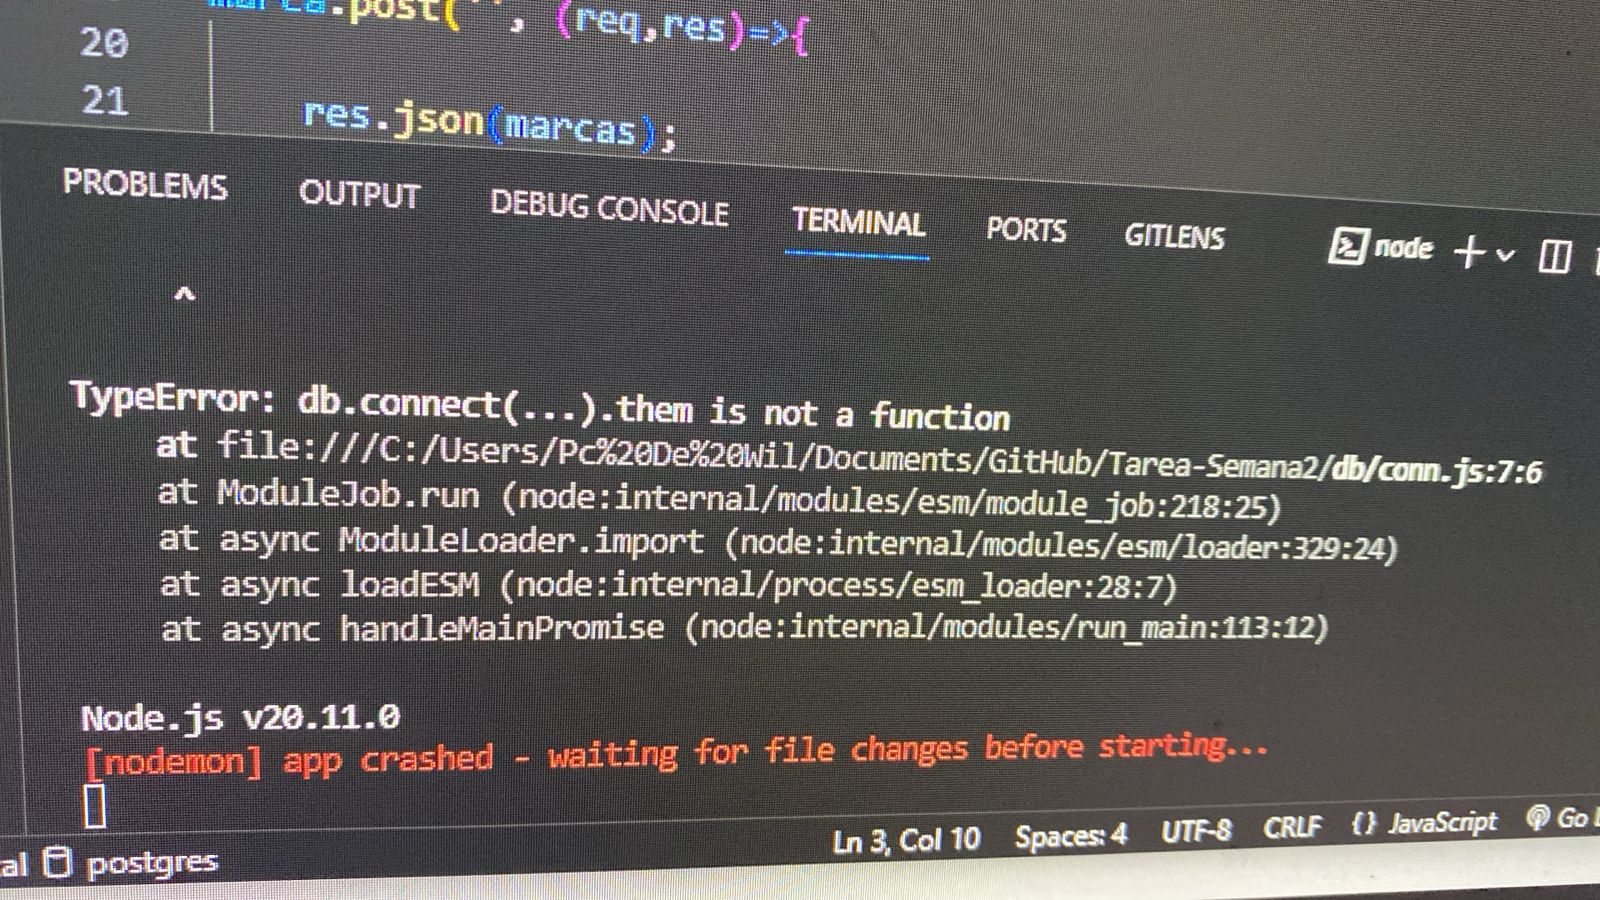 marca.post('', (req,res)=>{
20
21 res.json(marcas);
PROBLEMS OUTPUT DEBUG CONSOLE TERMINAL PORTS GITLENS node
^
TypeError: db.connect(...).them is not a function
at file:///C:/Users/Pc%20De%20Wil/Documents/GitHub/Tarea-Semana2/db/conn.js:7:6
at ModuleJob.run (node:internal/modules/esm/module_job:218:25)
at async ModuleLoader.import (node:internal/modules/esm/loader:329:24)
at async loadESM (node:internal/process/esm_loader:28:7)
at async handleMainPromise (node:internal/modules/run_main:113:12)
Node.js v20.11.0
[nodemon] app crashed - waiting for file changes before starting...
al postgres Ln 3, Col 10 Spaces: 4 UTF-8 CRLF {} JavaScript Go